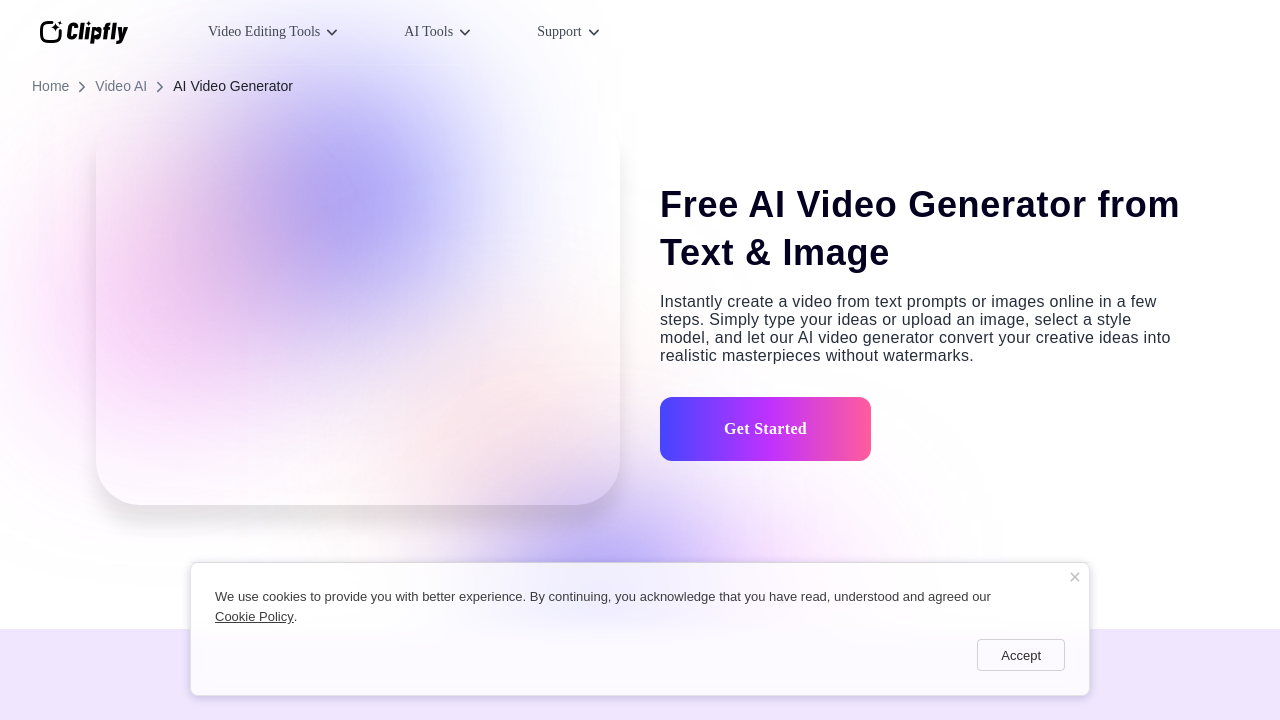 Clipfly
Video Editing Tools
AI Tools
Support
Home
Video AI
AI Video Generator
Free AI Video Generator from
Text & Image
Instantly create a video from text prompts or images online in a few
steps. Simply type your ideas or upload an image, select a style
model, and let our AI video generator convert your creative ideas into
realistic masterpieces without watermarks.
Get Started
We use cookies to provide you with better experience. By continuing, you acknowledge that you have read, understood and agreed our
Cookie Policy.
Accept